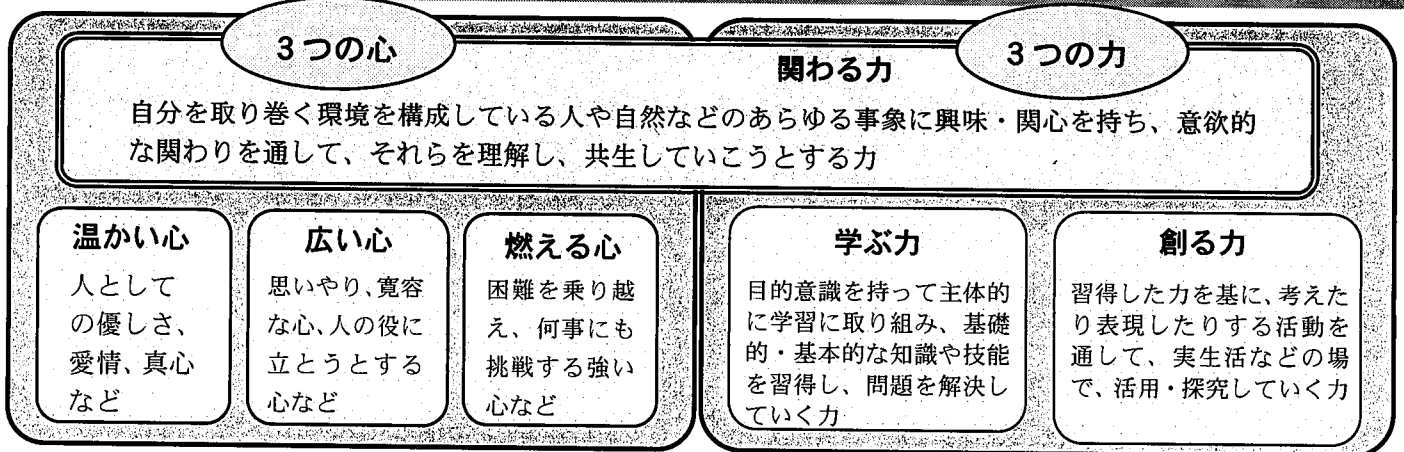 3つの心
3つの力
関わる力
自分を取り巻く環境を構成している人や自然などのあらゆる事象に興味・関心を持ち、意欲的
な関わりを通して、それらを理解し、共生していこうとする力
温かい心
人として
の優しさ、
愛情、真心
など
広い心
思いやり、寛容
な心、人の役に
立とうとする
心など
燃える心
困難を乗り越
え、何事にも
挑戦する強い
心など
学ぶ力
目的意識を持って主体的
に学習に取り組み、基礎
的・基本的な知識や技能
を習得し、問題を解決し
ていく力
創る力
習得した力を基に、考えた
り表現したりする活動を
通して、実生活などの場
で、活用・探究していく力